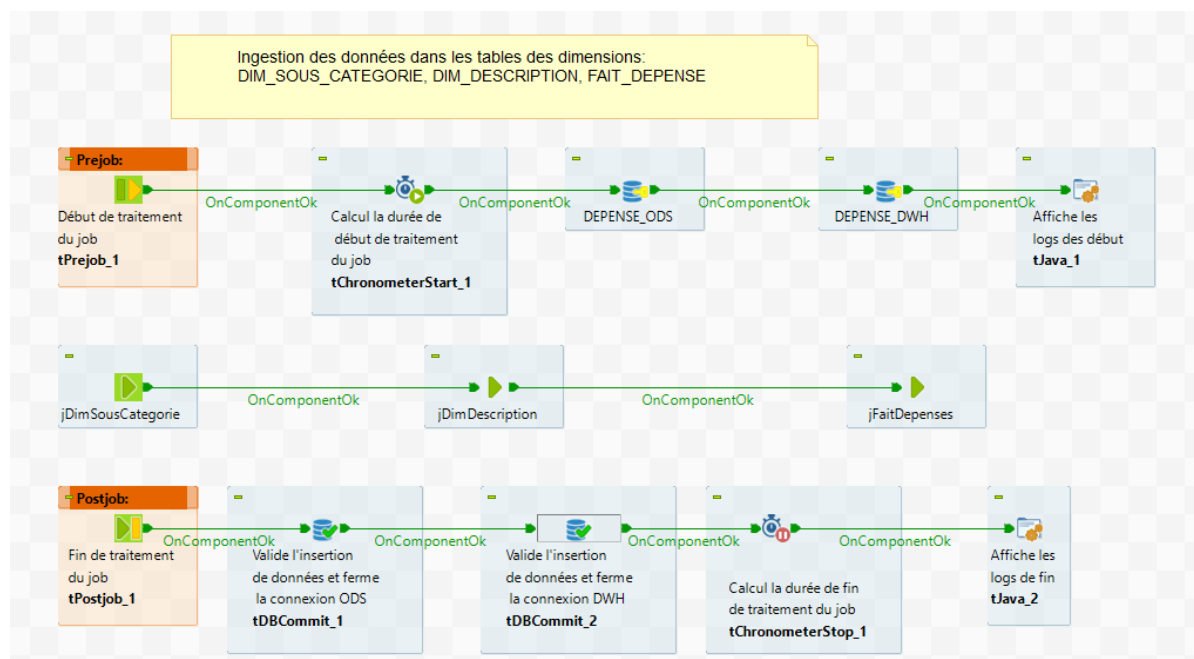 Ingestion des données dans les tables des dimensions:
DIM_SOUS_CATEGORIE, DIM_DESCRIPTION, FAIT_DEPENSE
Prejob:
OnComponentOk
OnComponentOk
OnComponentOk
OnComponentOk
Début de traitement
du job
tPrejob_1
Calcul la durée de
début de traitement
du job
tChronometerStart_1
DEPENSE_ODS
DEPENSE_DWH
Affiche les
logs des début
tJava_1
jDimSousCategorie
OnComponentOk
jDimDescription
OnComponentOk
jFaitDepenses
Postjob:
OnComponentOk
OnComponentOk
OnComponentOk
OnComponentOk
Fin de traitement
du job
tPostjob_1
Valide l'insertion
de données et ferme
la connexion ODS
tDBCommit_1
Valide l'insertion
de données et ferme
la connexion DWH
tDBCommit_2
Calcul la durée de fin
de traitement du job
tChronometerStop_1
Affiche les
logs de fin
tJava_2